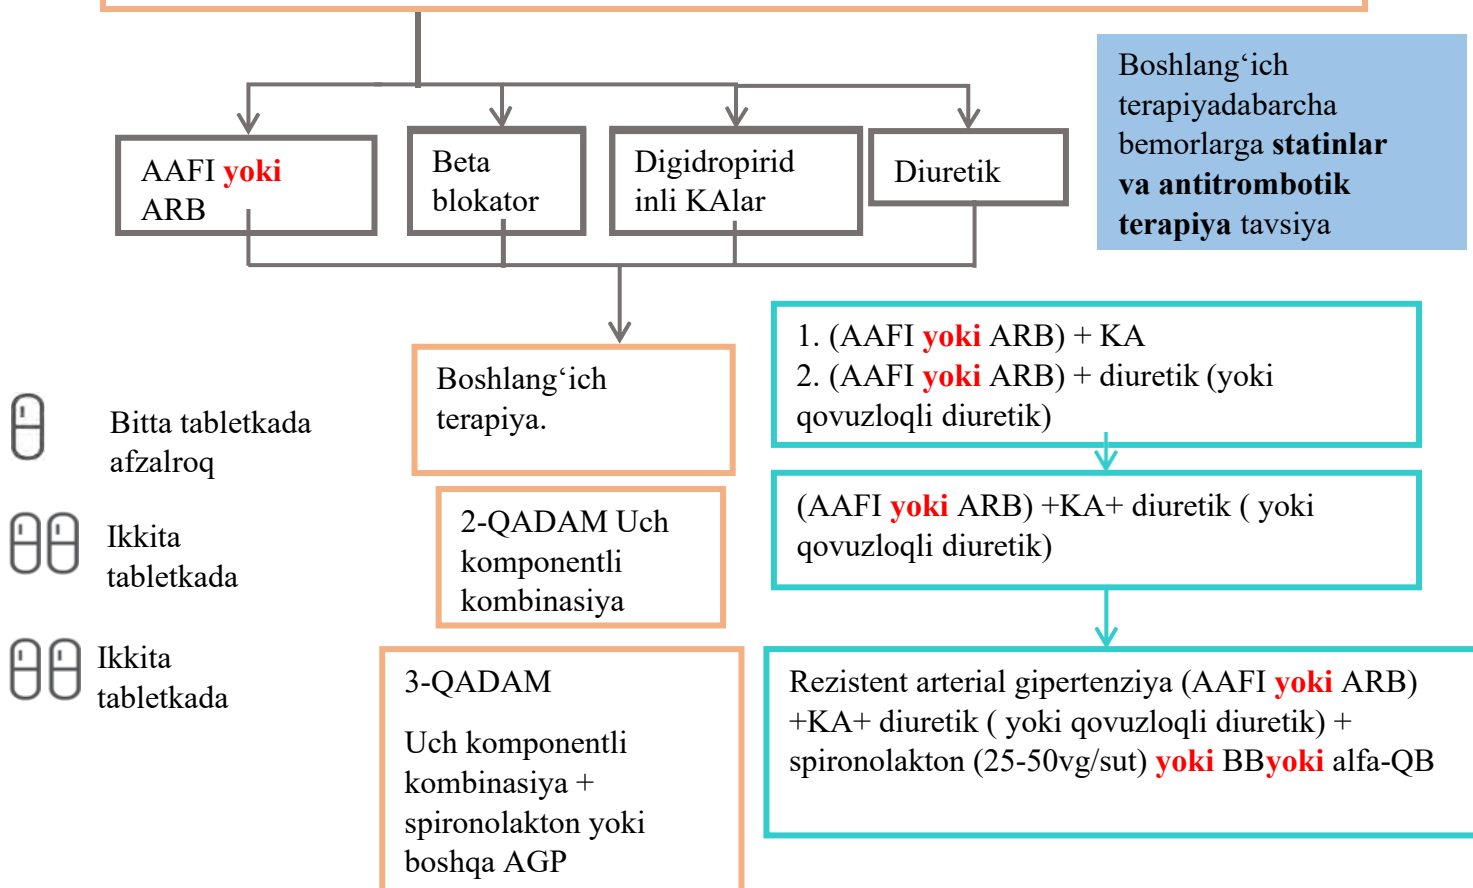 AAFI yoki
ARB
Beta
blokator
Digidropirid
inli KAlar
Diuretik
Boshlang‘ich
terapiyadabarcha
bemorlarga statinlar
va antitrombotik
terapiya tavsiya
Bitta tabletkada
afzalroq
Boshlang‘ich
terapiya.
1. (AAFI yoki ARB) + KA
2. (AAFI yoki ARB) + diuretik (yoki
qovuzloqli diuretik)
Ikkita
tabletkada
2-QADAM Uch
komponentli
kombinasiya
(AAFI yoki ARB) +KA+ diuretik ( yoki
qovuzloqli diuretik)
Ikkita
tabletkada
3-QADAM
Uch komponentli
kombinasiya +
spironolakton yoki
boshqa AGP
Rezistent arterial gipertenziya (AAFI yoki ARB)
+KA+ diuretik ( yoki qovuzloqli diuretik) +
spironolakton (25-50vg/sut) yoki BByoki alfa-QB